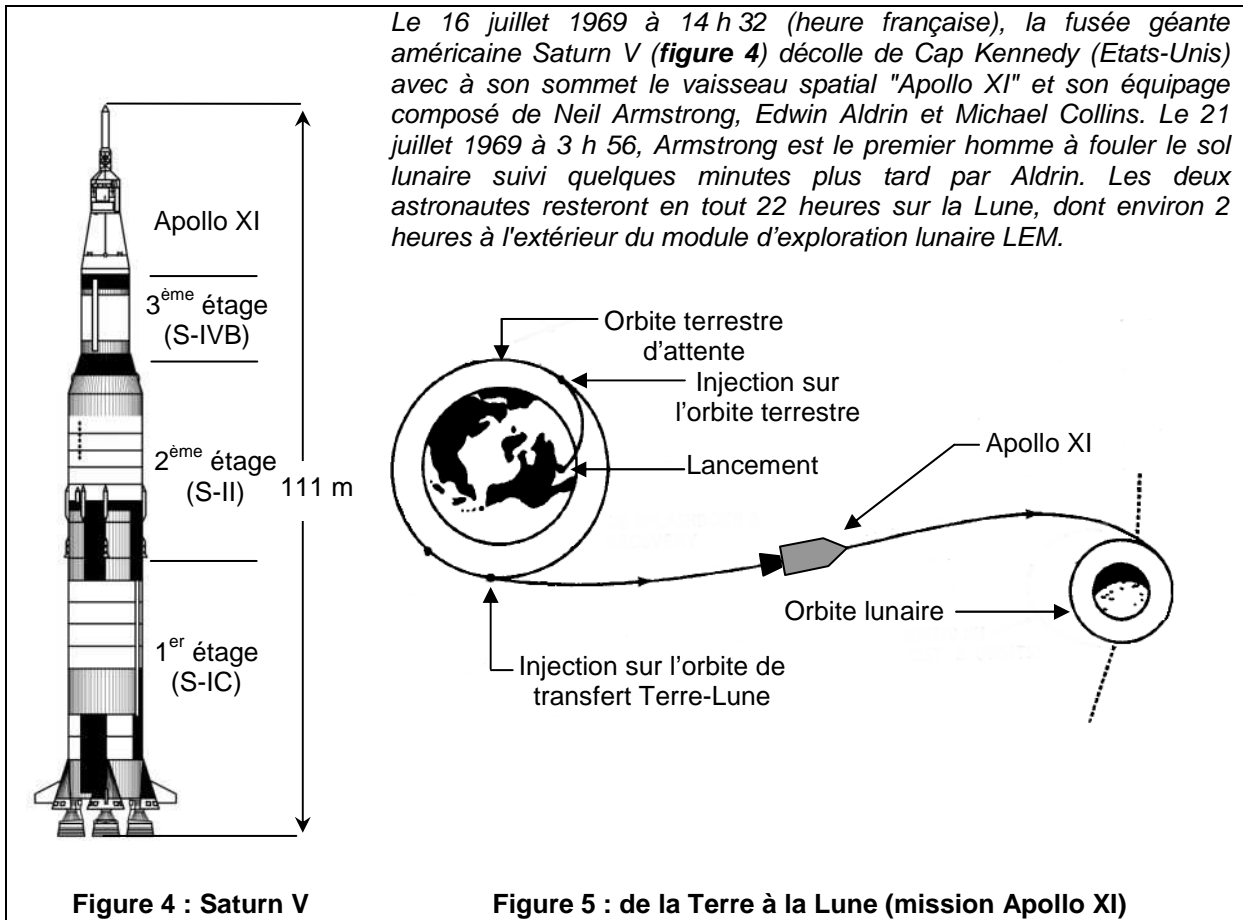 Le 16 juillet 1969 à 14 h 32 (heure française), la fusée géante
américaine Saturn V (figure 4) décolle de Cap Kennedy (Etats-Unis)
avec à son sommet le vaisseau spatial "Apollo XI" et son équipage
composé de Neil Armstrong, Edwin Aldrin et Michael Collins. Le 21
juillet 1969 à 3 h 56, Armstrong est le premier homme à fouler le sol
lunaire suivi quelques minutes plus tard par Aldrin. Les deux
astronautes resteront en tout 22 heures sur la Lune, dont environ 2
heures à l'extérieur du module d'exploration lunaire LEM.
Apollo XI
3ème étage
(S-IVB)
2ème étage
(S-II)
111 m
1er étage
(S-IC)
Figure 4 : Saturn V
Orbite terrestre
d'attente
Injection sur
l'orbite terrestre
Lancement
Apollo XI
Orbite lunaire
Injection sur l'orbite de
transfert Terre-Lune
Figure 5 : de la Terre à la Lune (mission Apollo XI)